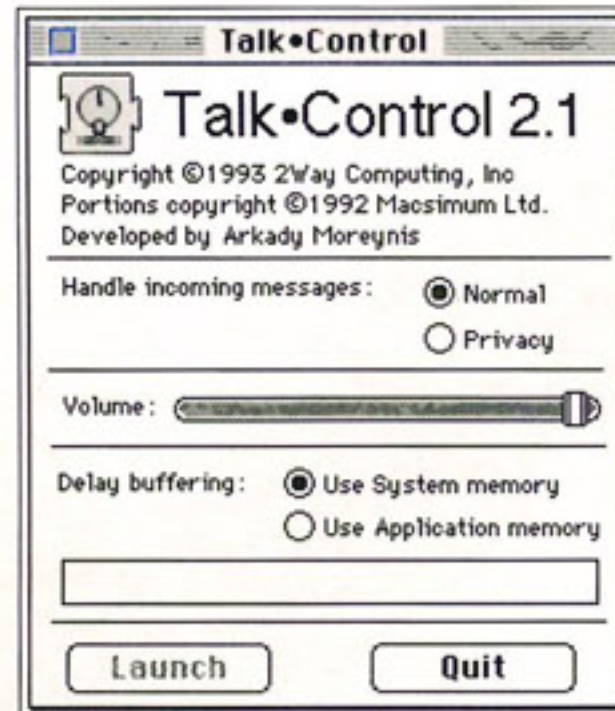 Talk•Control
Talk•Control 2.1
Copyright ©1993 2Way Computing, Inc
Portions copyright ©1992 Macsimum Ltd.
Developed by Arkady Moreynis
Handle incoming messages: Normal
Privacy
Volume:
Delay buffering: Use System memory
Use Application memory
Launch Quit